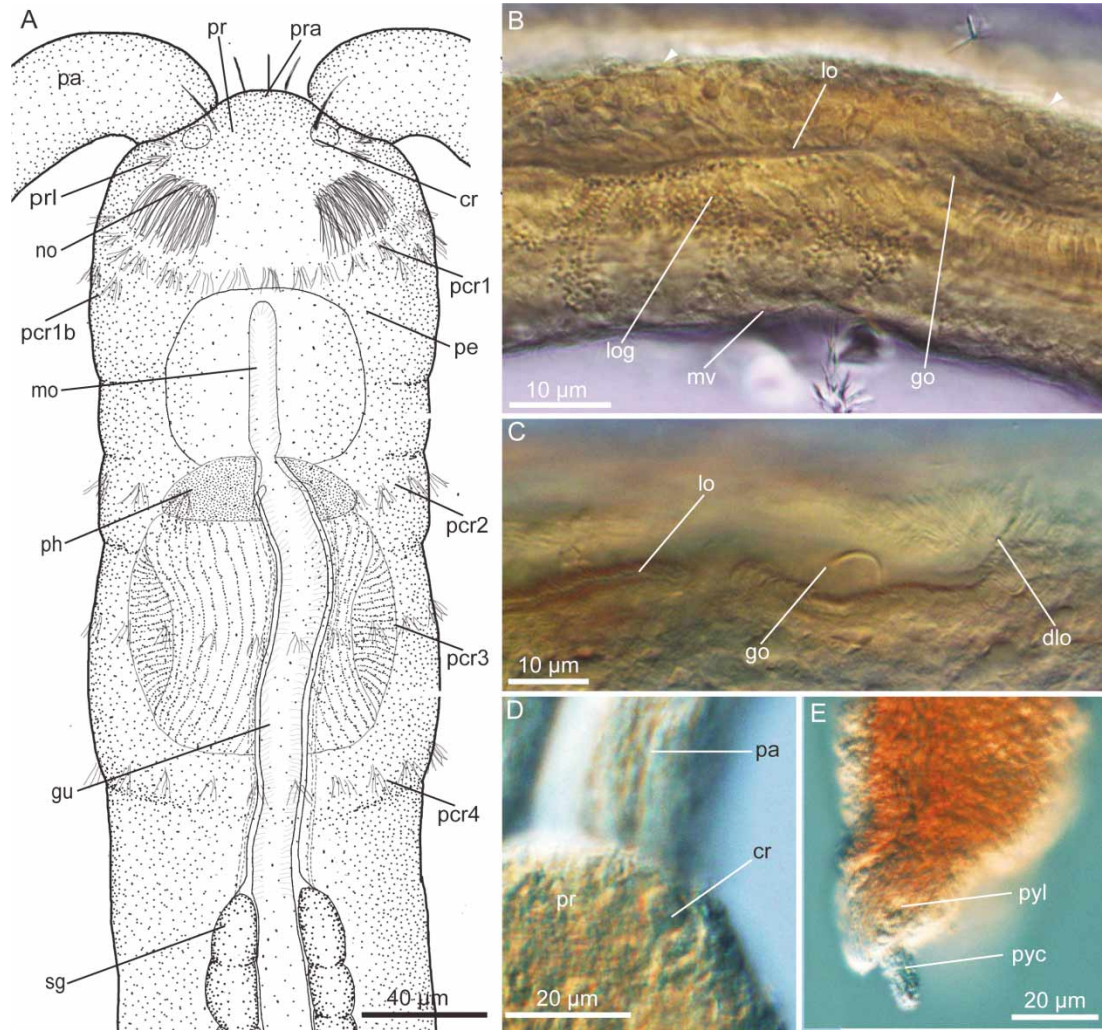 A
pr
pra
pa
prl
cr
no
pcr1
pcr1b
pe
mo
pcr2
ph
pcr3
gu
pcr4
sg
40 µm
B
lo
log
mv
go
10 µm
C
lo
go
dlo
10 µm
D
pa
cr
pr
20 µm
E
pyl
pyc
20 µm